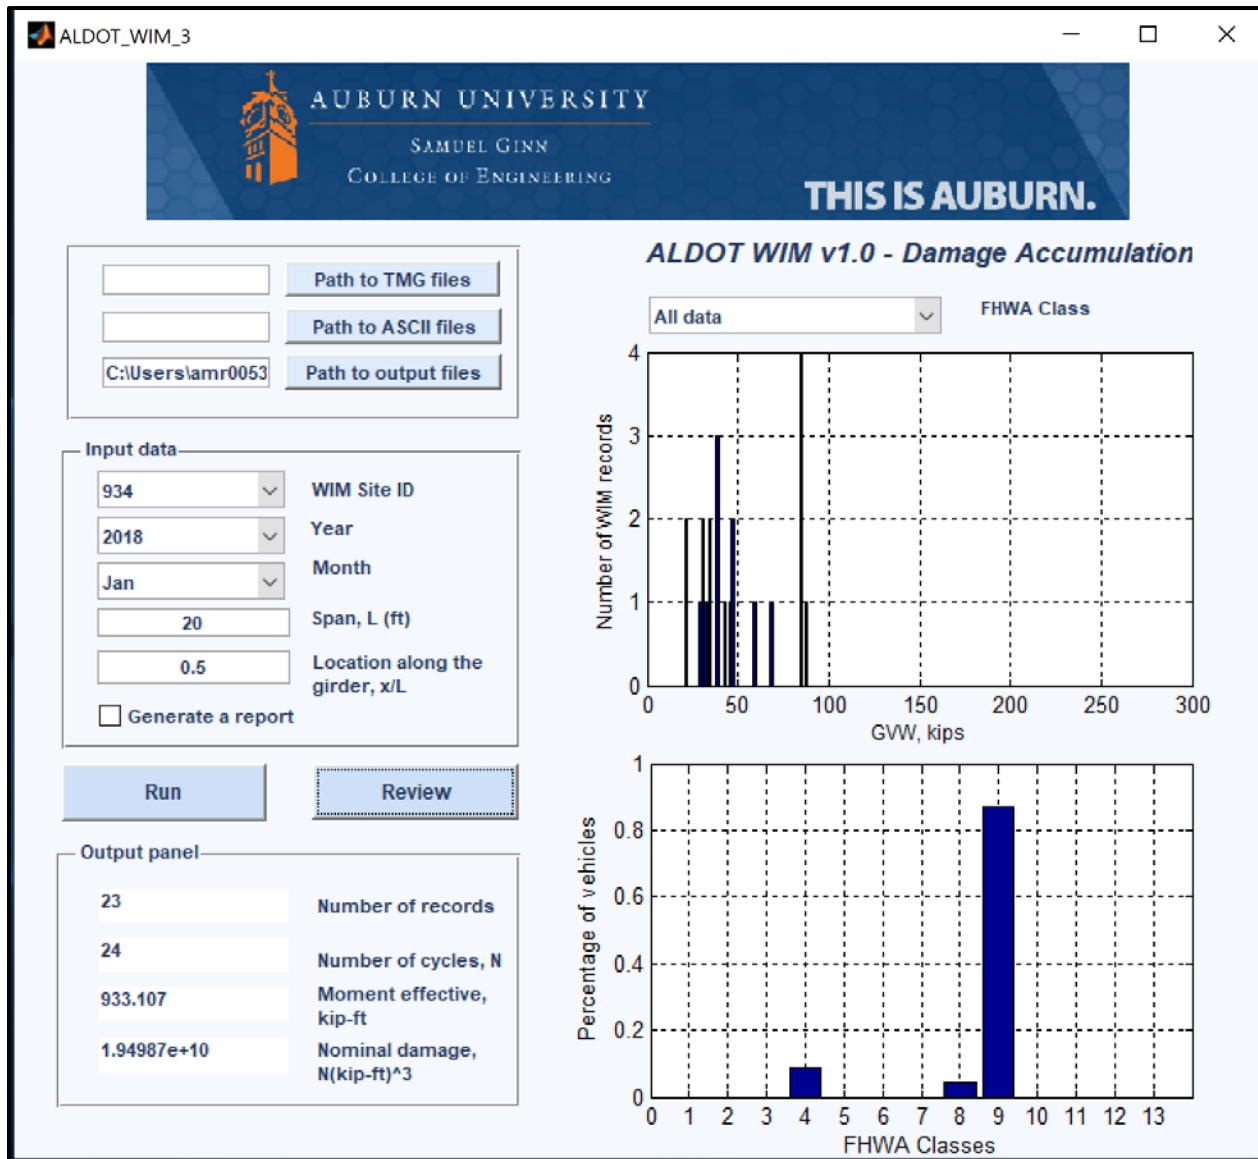 ALDOT_WIM_3
AUBURN UNIVERSITY
SAMUEL GINN
COLLEGE OF ENGINEERING
THIS IS AUBURN.
Path to TMG files
Path to ASCII files
C:\Users\amr0053 Path to output files
Input data
934 WIM Site ID
2018 Year
Jan Month
20 Span, L (ft)
0.5 Location along the
girder, x/L
Generate a report
Run Review
Output panel
23 Number of records
24 Number of cycles, N
933.107 Moment effective,
kip-ft
1.94987e+10 Nominal damage,
N(kip-ft)^3
ALDOT WIM v1.0 - Damage Accumulation
All data FHWA Class
Number of WIM records
4
3
2
1
0
0 50 100 150 200 250 300
GVW, kips
Percentage of vehicles
1
0.8
0.6
0.4
0.2
0
0 1 2 3 4 5 6 7 8 9 10 11 12 13
FHWA Classes